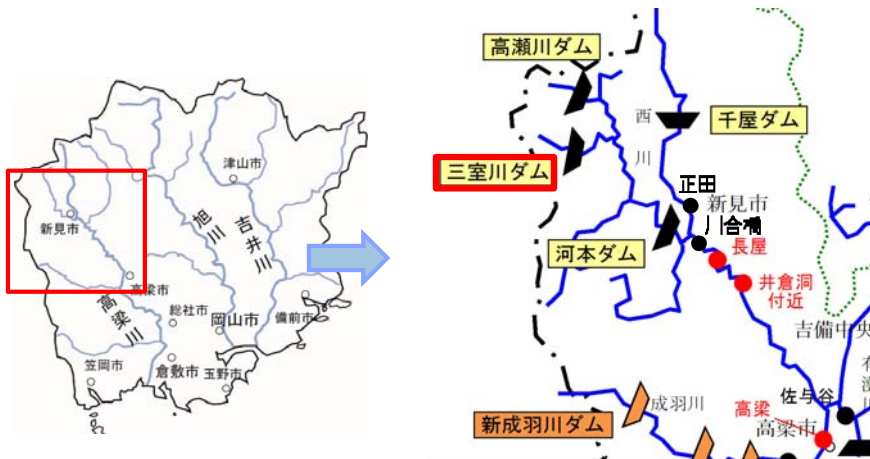 津山市
新見市
旭川
吉井川
高梁市
高梁川
総社市
岡山市
備前市
笠岡市
倉敷市
玉野市
高瀬川ダム
西川
千屋ダム
三室川ダム
正田
新見市
川合橋
河本ダム
長屋
井倉洞
付近
吉備中央
佐与谷
成羽川
高梁
高梁市
新成羽川ダム